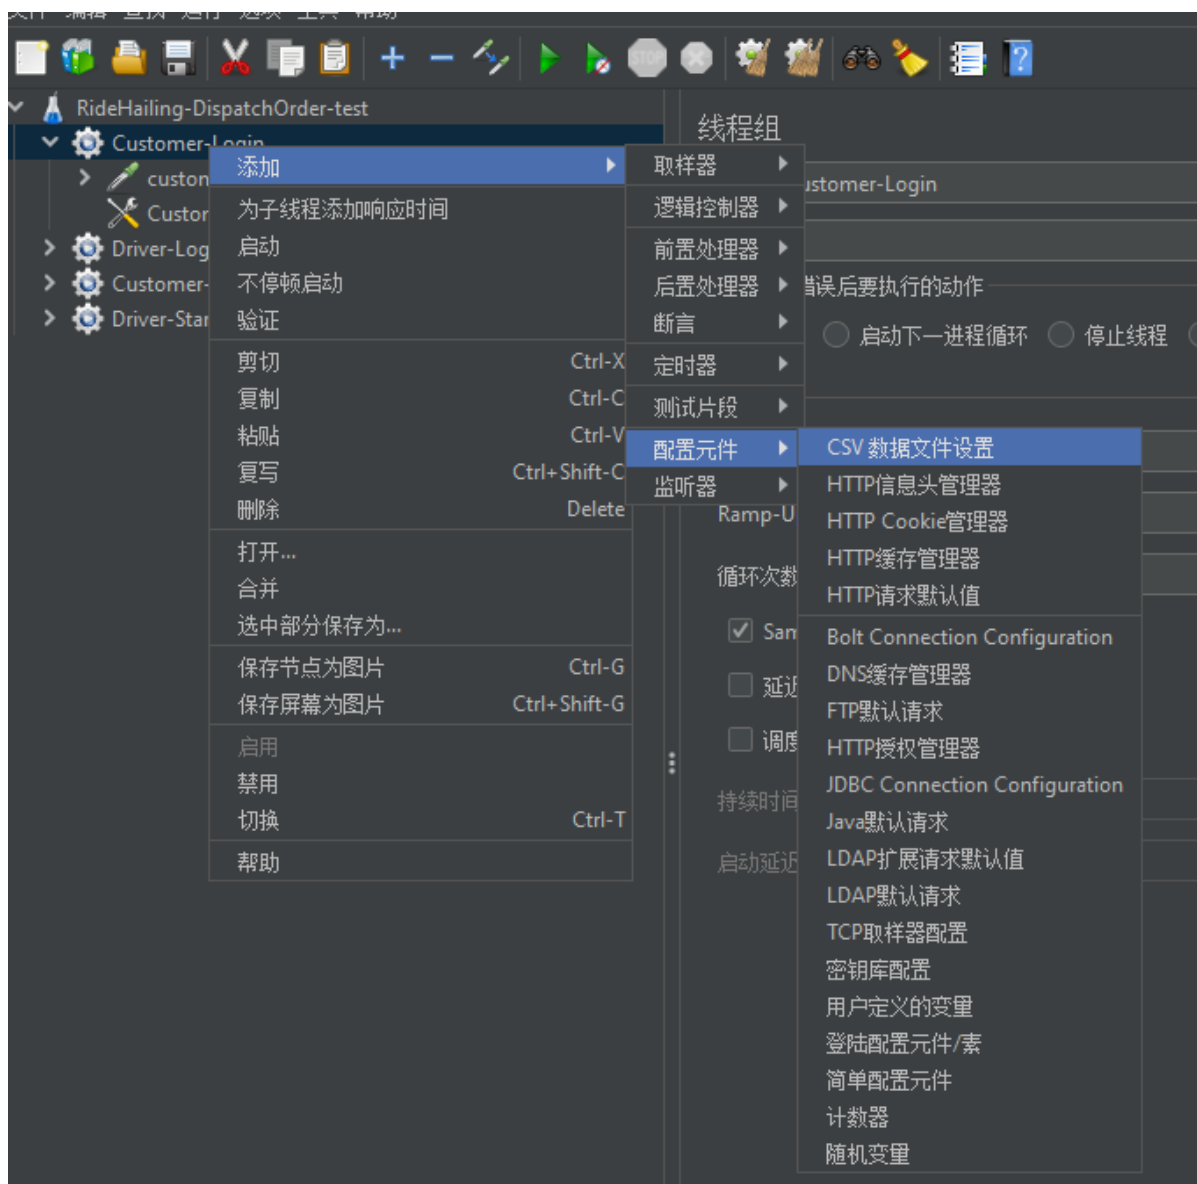 文件 编辑 查找 运行 选项 工具 帮助
STOP
RideHailing-DispatchOrder-test
Customer-Login
custon
Custor
Driver-Log
Customer-
Driver-Star
添加
为子线程添加响应时间
启动
不停顿启动
验证
剪切 Ctrl-X
复制 Ctrl-C
粘贴 Ctrl-V
复写 Ctrl+Shift-C
删除 Delete
打开...
合并
选中部分保存为...
保存节点为图片 Ctrl-G
保存屏幕为图片 Ctrl+Shift-G
启用
禁用
切换 Ctrl-T
帮助
取样器
逻辑控制器
前置处理器
后置处理器
断言
定时器
测试片段
配置元件
监听器
线程组
ustomer-Login
错误后要执行的动作
启动下一进程循环 停止线程
Ramp-U
循环次数
Sam
延迟
调度
持续时间
启动延迟
CSV 数据文件设置
HTTP信息头管理器
HTTP Cookie管理器
HTTP缓存管理器
HTTP请求默认值
Bolt Connection Configuration
DNS缓存管理器
FTP默认请求
HTTP授权管理器
JDBC Connection Configuration
Java默认请求
LDAP扩展请求默认值
LDAP默认请求
TCP取样器配置
密钥库配置
用户定义的变量
登陆配置元件/素
简单配置元件
计数器
随机变量